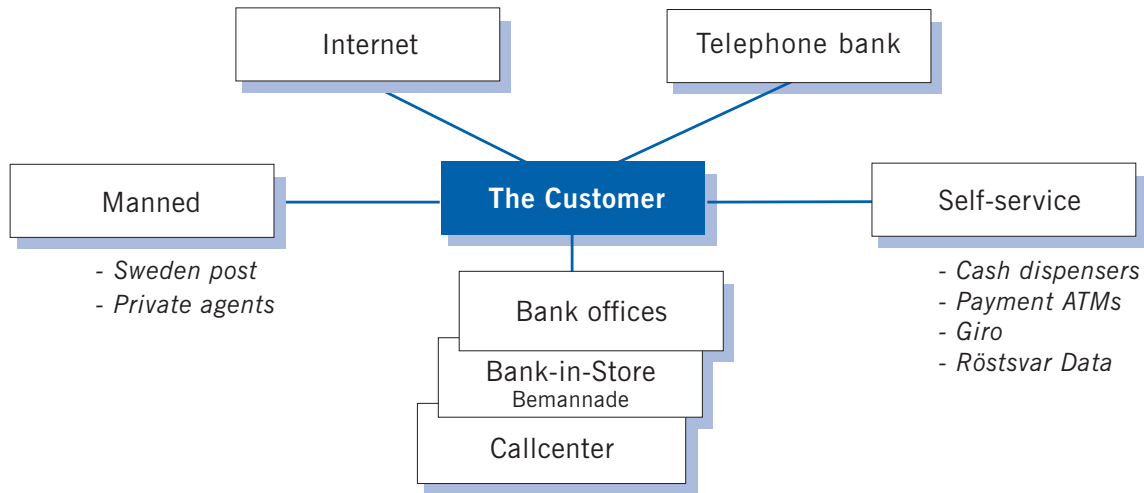 Internet
Telephone bank
Manned
The Customer
Self-service
- Sweden post
- Private agents
- Cash dispensers
- Payment ATMs
- Giro
- Röstsvar Data
Bank offices
Bank-in-Store
Bemannade
Callcenter